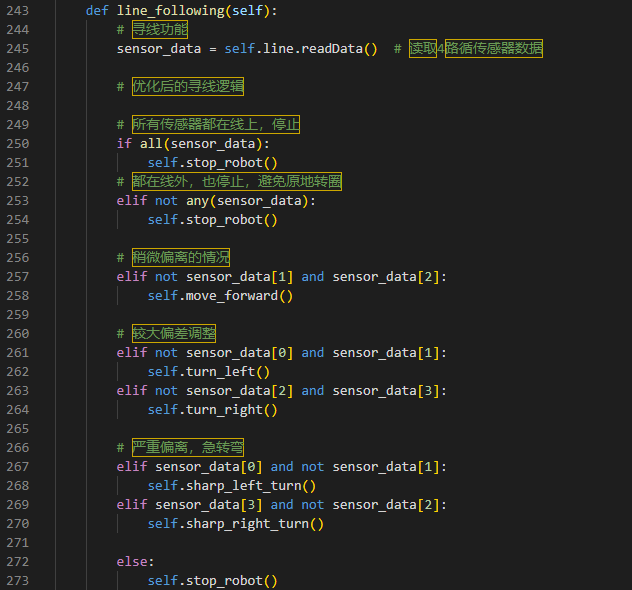 243 def line_following(self):
244 # 寻线功能
245 sensor_data = self.line.readData() # 读取4路循传感器数据
246
247 # 优化后的寻线逻辑
248
249 # 所有传感器都在线上，停止
250 if all(sensor_data):
251 self.stop_robot()
252 # 都在线外，也停止，避免原地转圈
253 elif not any(sensor_data):
254 self.stop_robot()
255
256 # 稍微偏离的情况
257 elif not sensor_data[1] and sensor_data[2]:
258 self.move_forward()
259
260 # 较大偏差调整
261 elif not sensor_data[0] and sensor_data[1]:
262 self.turn_left()
263 elif not sensor_data[2] and sensor_data[3]:
264 self.turn_right()
265
266 # 严重偏离，急转弯
267 elif sensor_data[0] and not sensor_data[1]:
268 self.sharp_left_turn()
269 elif sensor_data[3] and not sensor_data[2]:
270 self.sharp_right_turn()
271
272 else:
273 self.stop_robot()